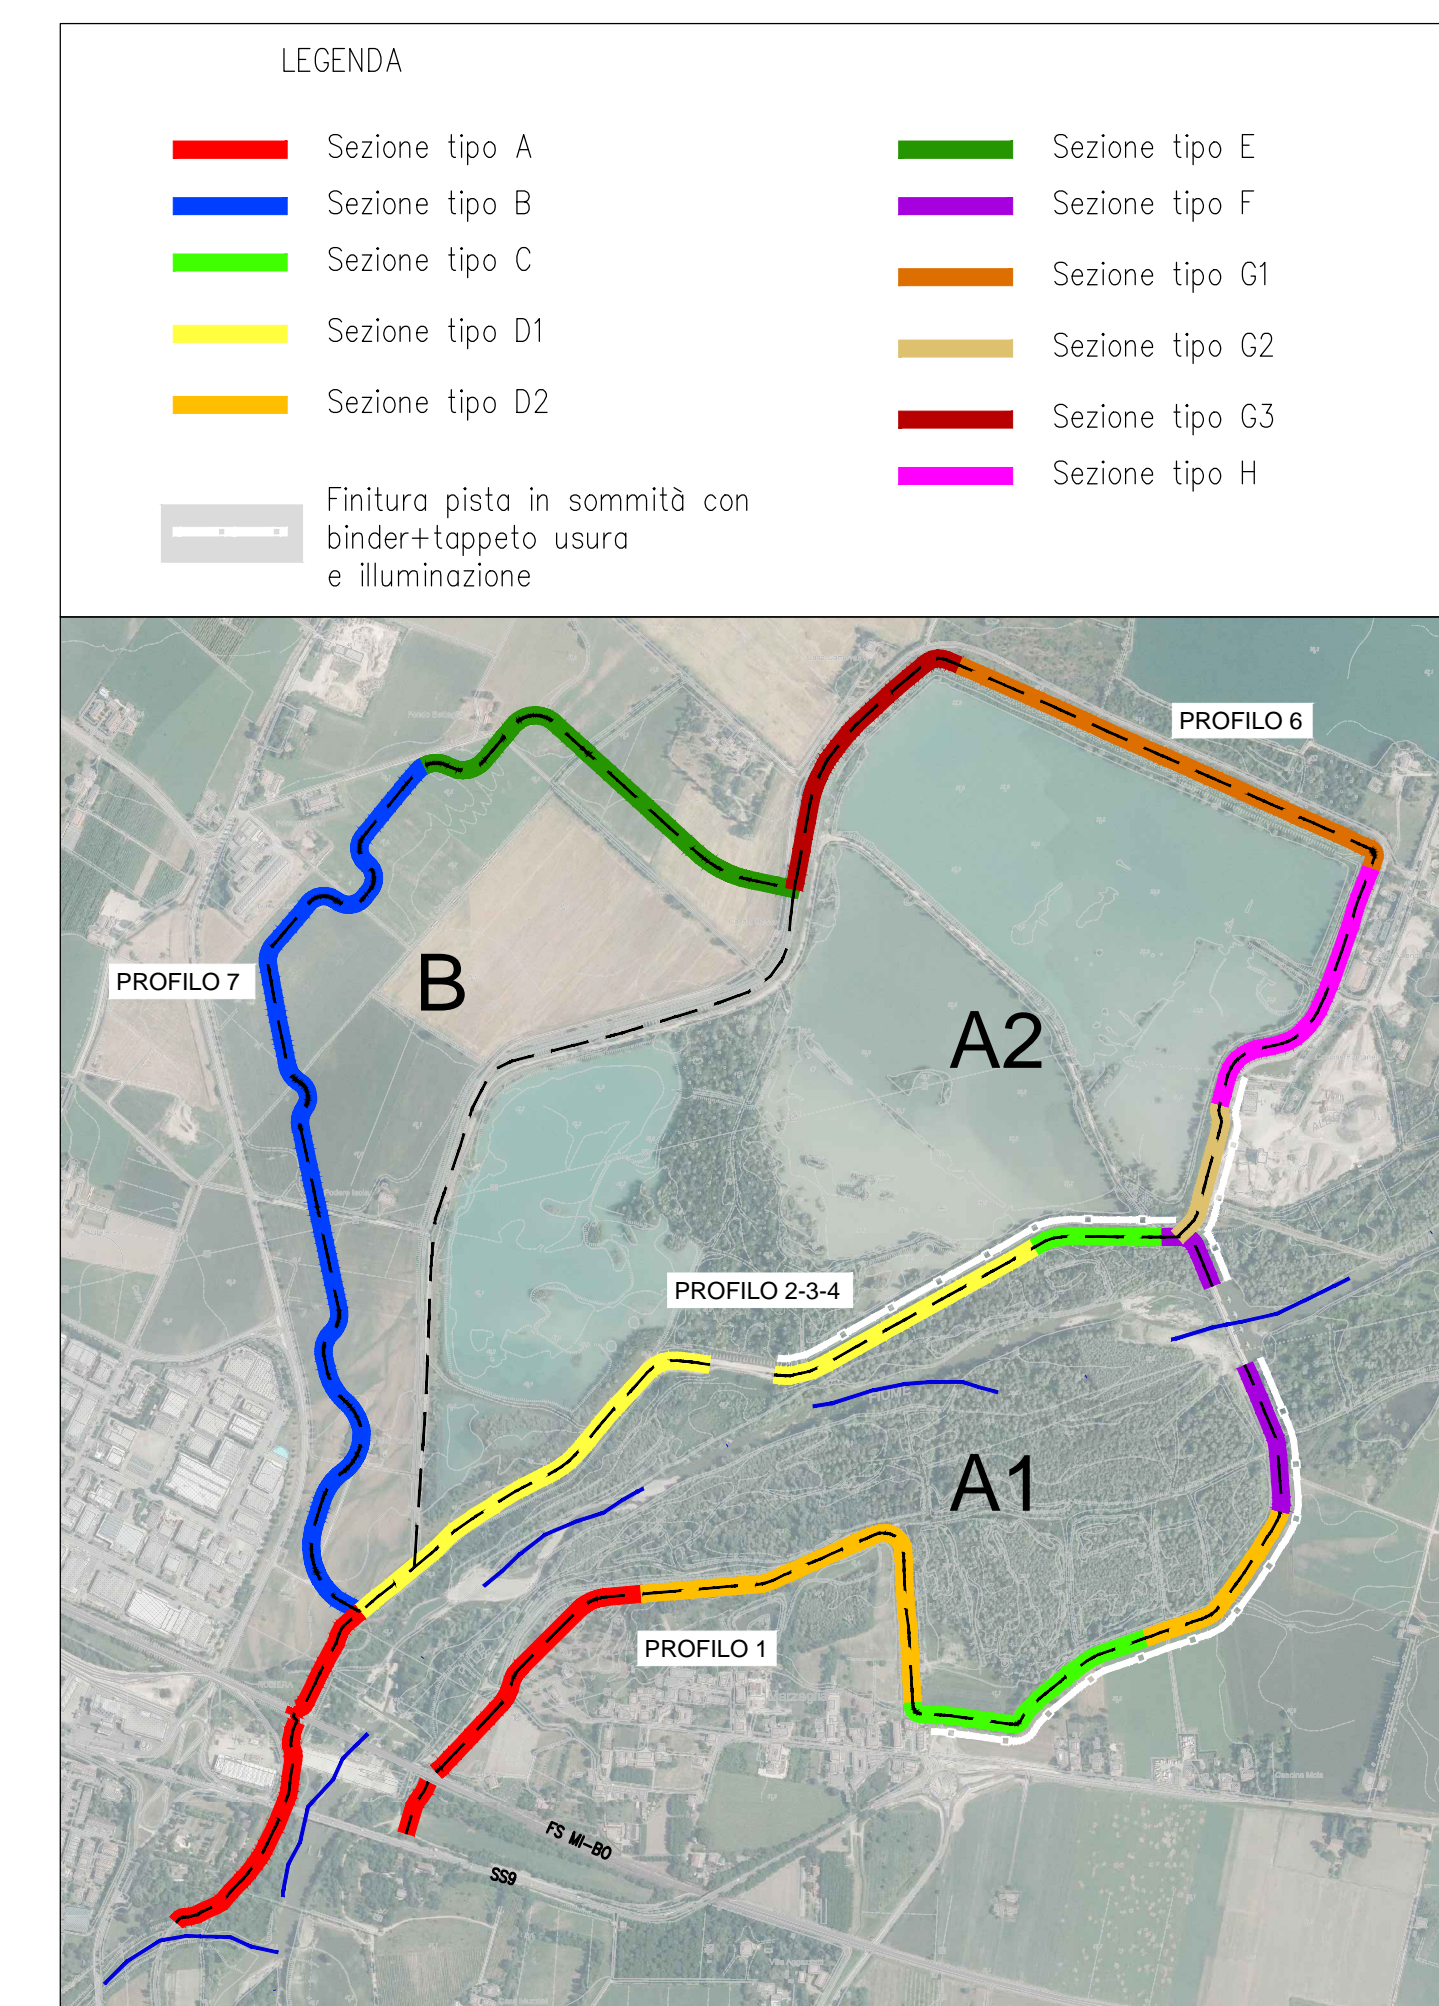 LEGENDA
Sezione tipo A
Sezione tipo B
Sezione tipo C
Sezione tipo D1
Sezione tipo D2
Finitura pista in sommità con
binder+tappeto usura
e illuminazione
Sezione tipo E
Sezione tipo F
Sezione tipo G1
Sezione tipo G2
Sezione tipo G3
Sezione tipo H
PROFILO 6
PROFILO 7
B
A2
PROFILO 2-3-4
A1
PROFILO 1
FS MI-BO
SS9